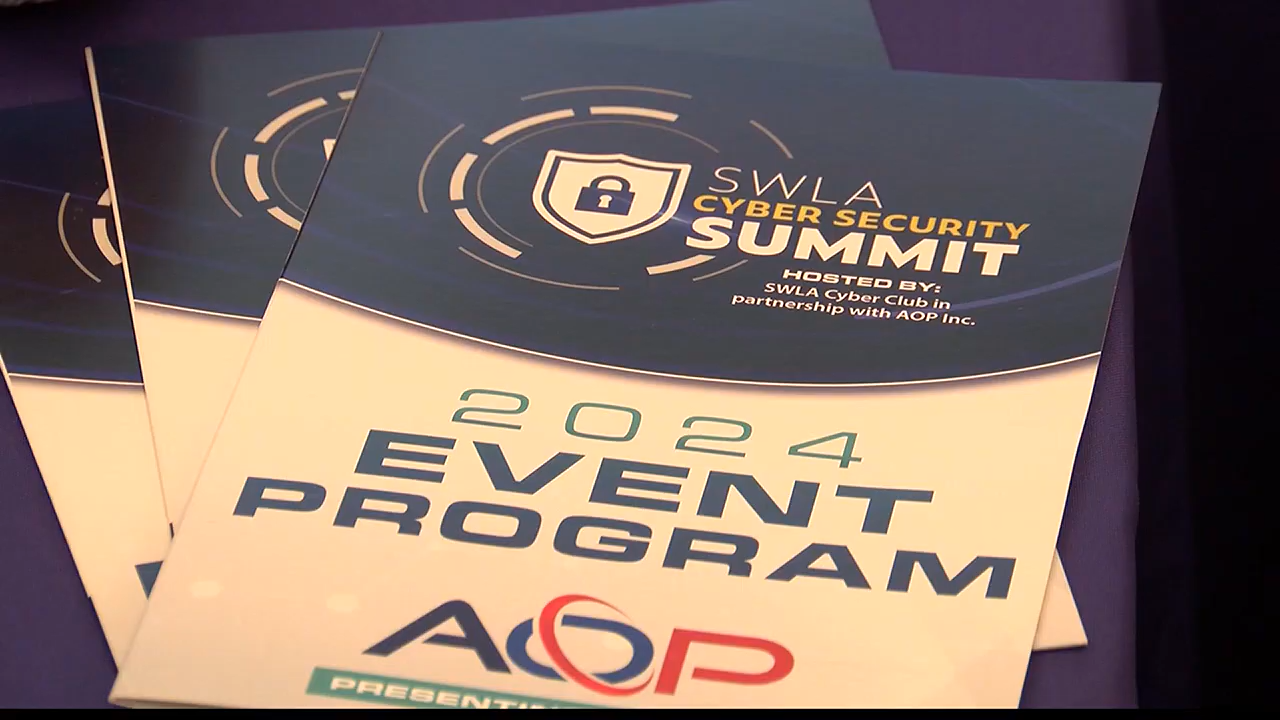 SWLA
CYBER SECURITY
SUMMIT
HOSTED BY:
SWLA Cyber Club in
partnership with AOP Inc.
2024
EVENT
PROGRAM
AOP